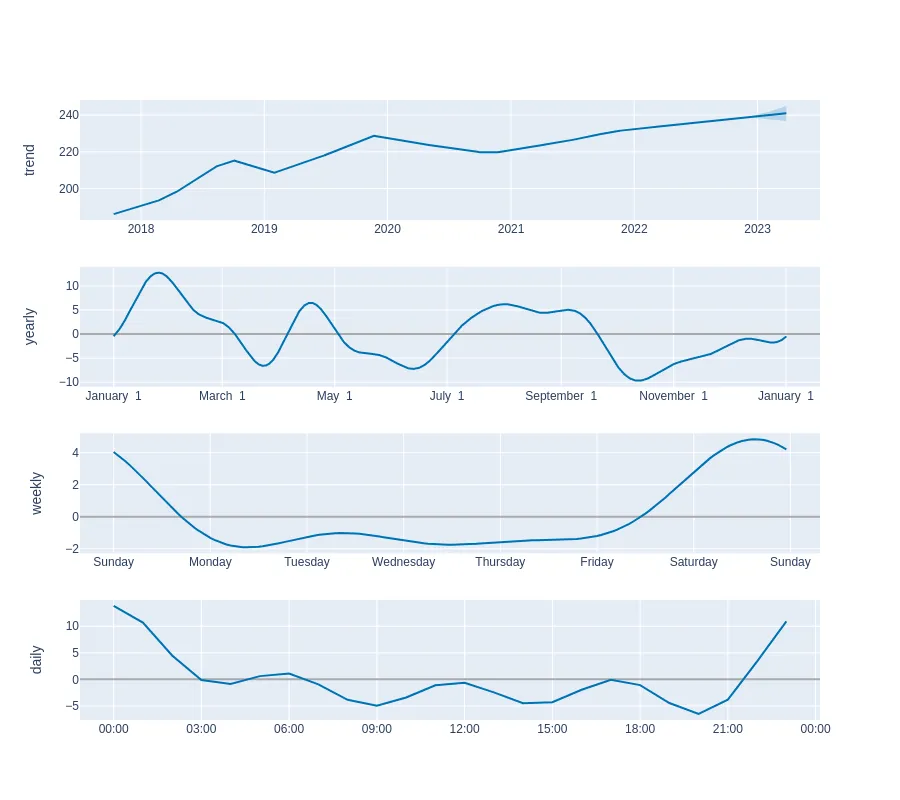 trend
240
220
200
2018 2019 2020 2021 2022 2023
yearly
10
5
0
−5
−10
January 1 March 1 May 1 July 1 September 1 November 1 January 1
weekly
4
2
0
−2
Sunday Monday Tuesday Wednesday Thursday Friday Saturday Sunday
daily
10
5
0
−5
00:00 03:00 06:00 09:00 12:00 15:00 18:00 21:00 00:00